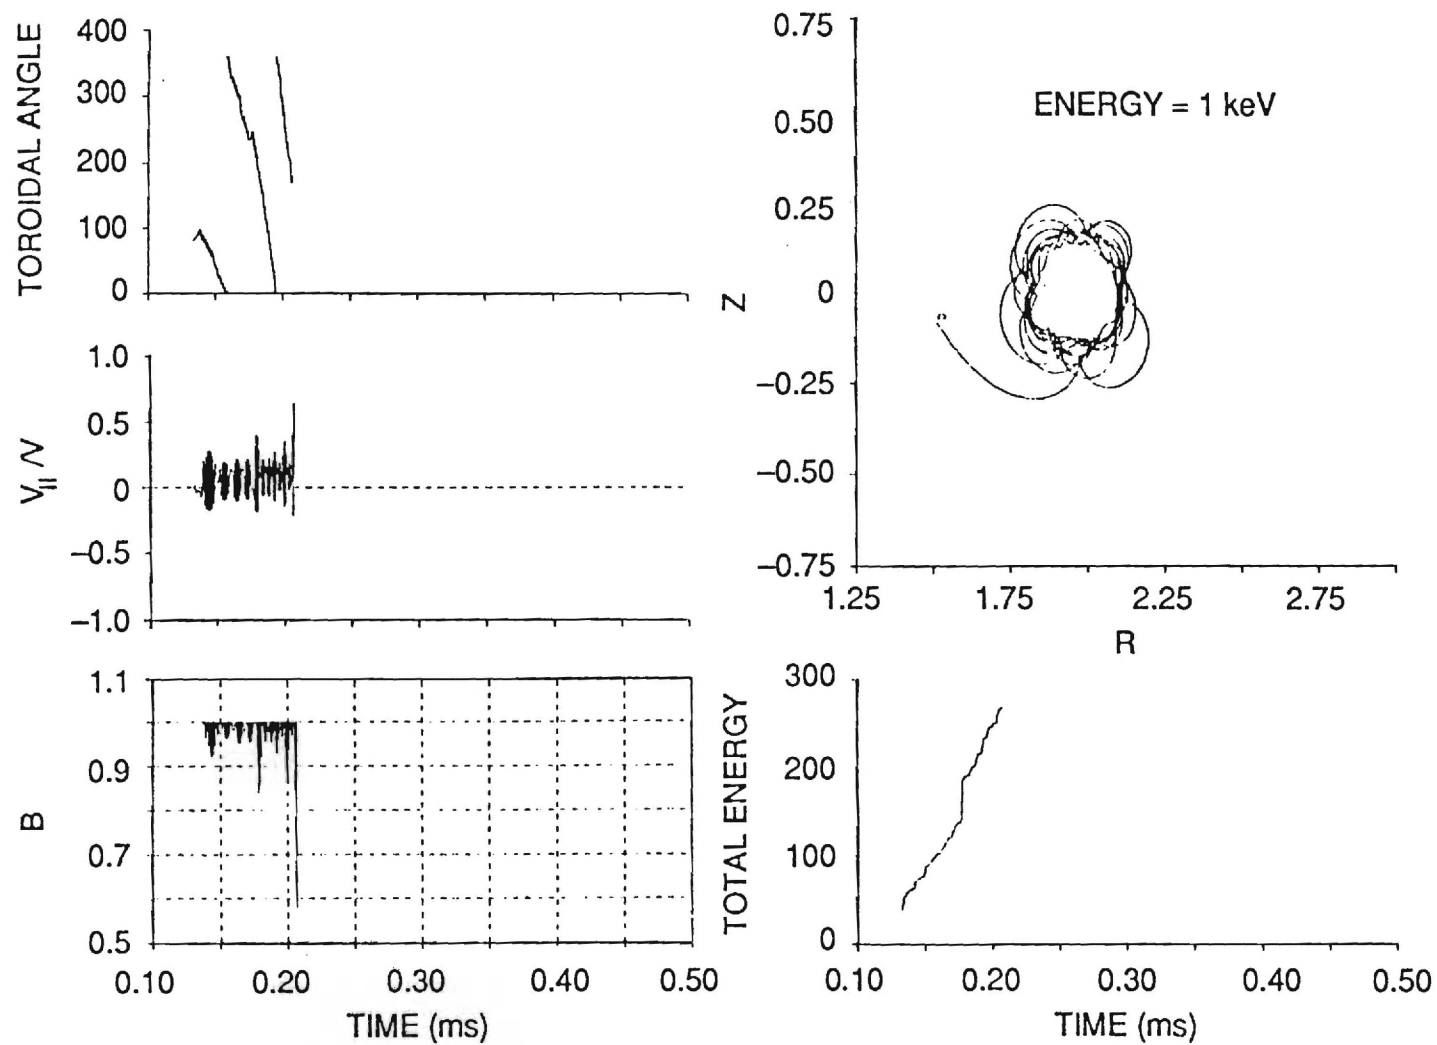 TOROIDAL ANGLE
400
300
200
100
0
V|| /V
1.0
0.5
0
−0.5
−1.0
B
1.1
0.9
0.7
0.5
0.10 0.20 0.30 0.40 0.50
TIME (ms)
Z
0.75
0.50
0.25
0
−0.25
−0.50
−0.75
ENERGY = 1 keV
1.25 1.75 2.25 2.75
R
TOTAL ENERGY
300
200
100
0
0.10 0.20 0.30 0.40 0.50
TIME (ms)